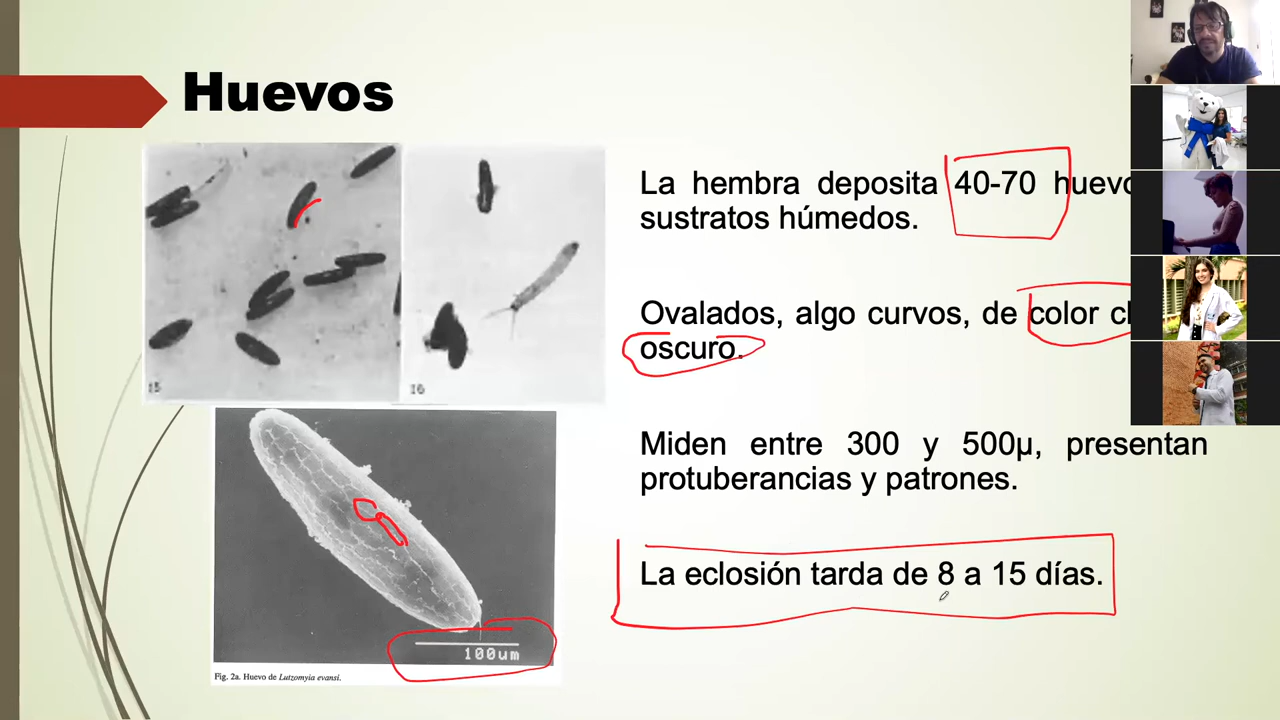 Huevos
La hembra deposita 40-70
sustratos húmedos.
Ovalados, algo curvos, de color
oscuro.
Miden entre 300 y 500µ, presentan
protuberancias y patrones.
La eclosión tarda de 8 a 15 días.
15
16
100um
Fig. 2a. Huevo de Lutzomyia evansi.